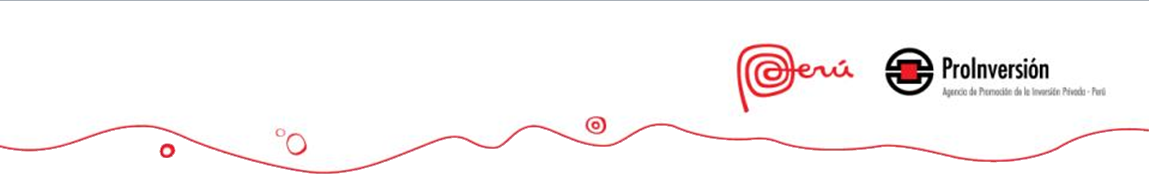 Perú
ProInversión
Agencia de Promoción de la Inversión Privada - Perú